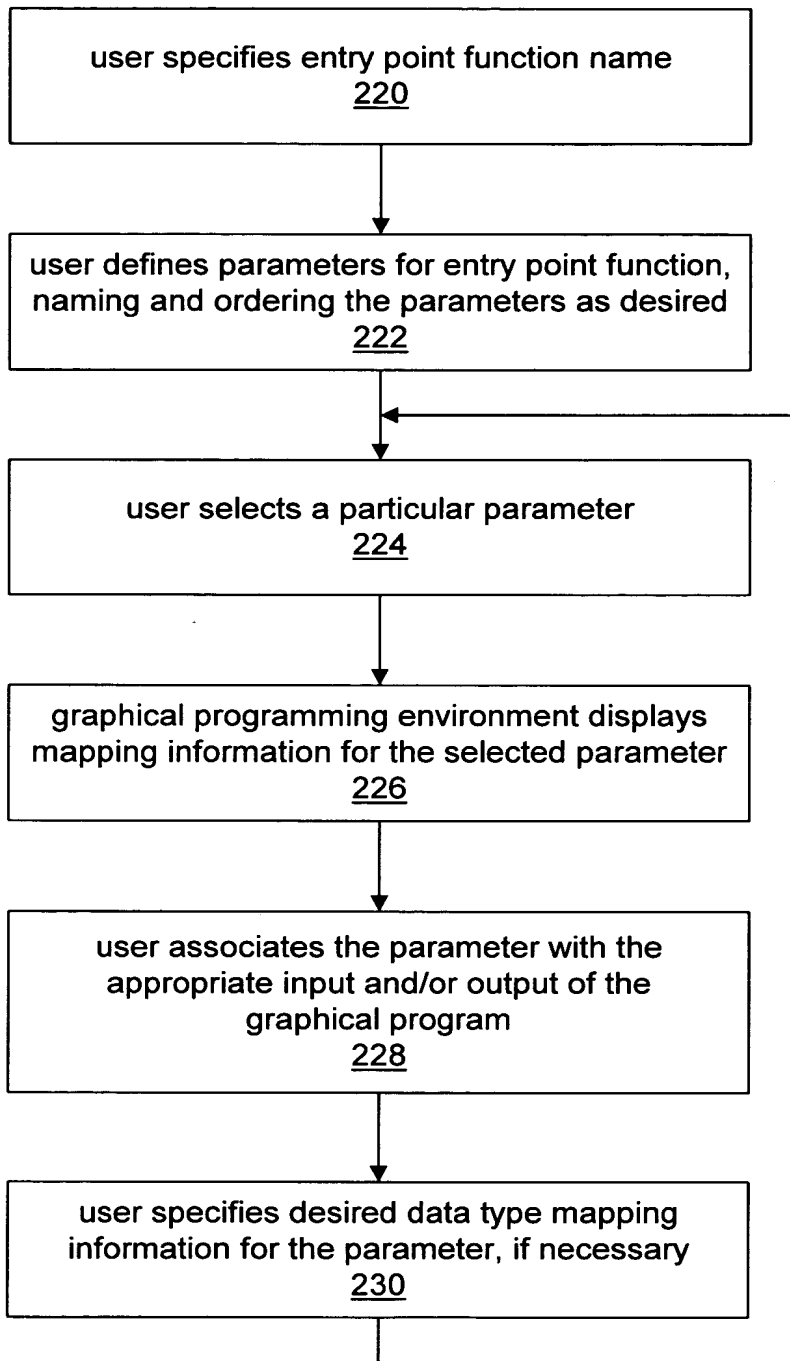 user specifies entry point function name
220
user defines parameters for entry point function,
naming and ordering the parameters as desired
222
user selects a particular parameter
224
graphical programming environment displays
mapping information for the selected parameter
226
user associates the parameter with the
appropriate input and/or output of the
graphical program
228
user specifies desired data type mapping
information for the parameter, if necessary
230